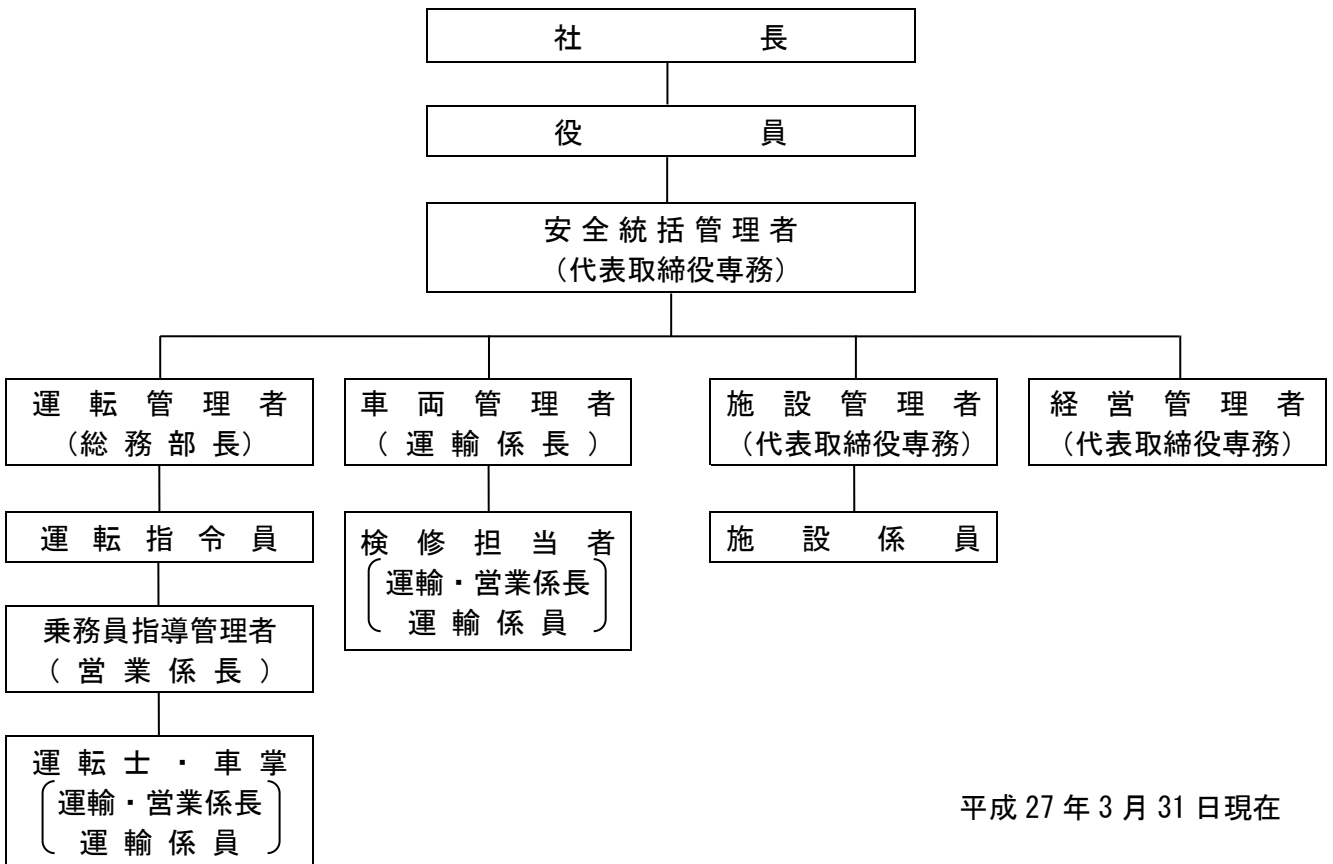 社長
役員
安全統括管理者
（代表取締役専務）
運転管理者
（総務部長）
車両管理者
（運輸係長）
施設管理者
（代表取締役専務）
経営管理者
（代表取締役専務）
運転指令員
検修担当者
運輸・営業係長
運輸係員
施設係員
乗務員指導管理者
（営業係長）
運転士・車掌
運輸・営業係長
運輸係員
平成27年3月31日現在